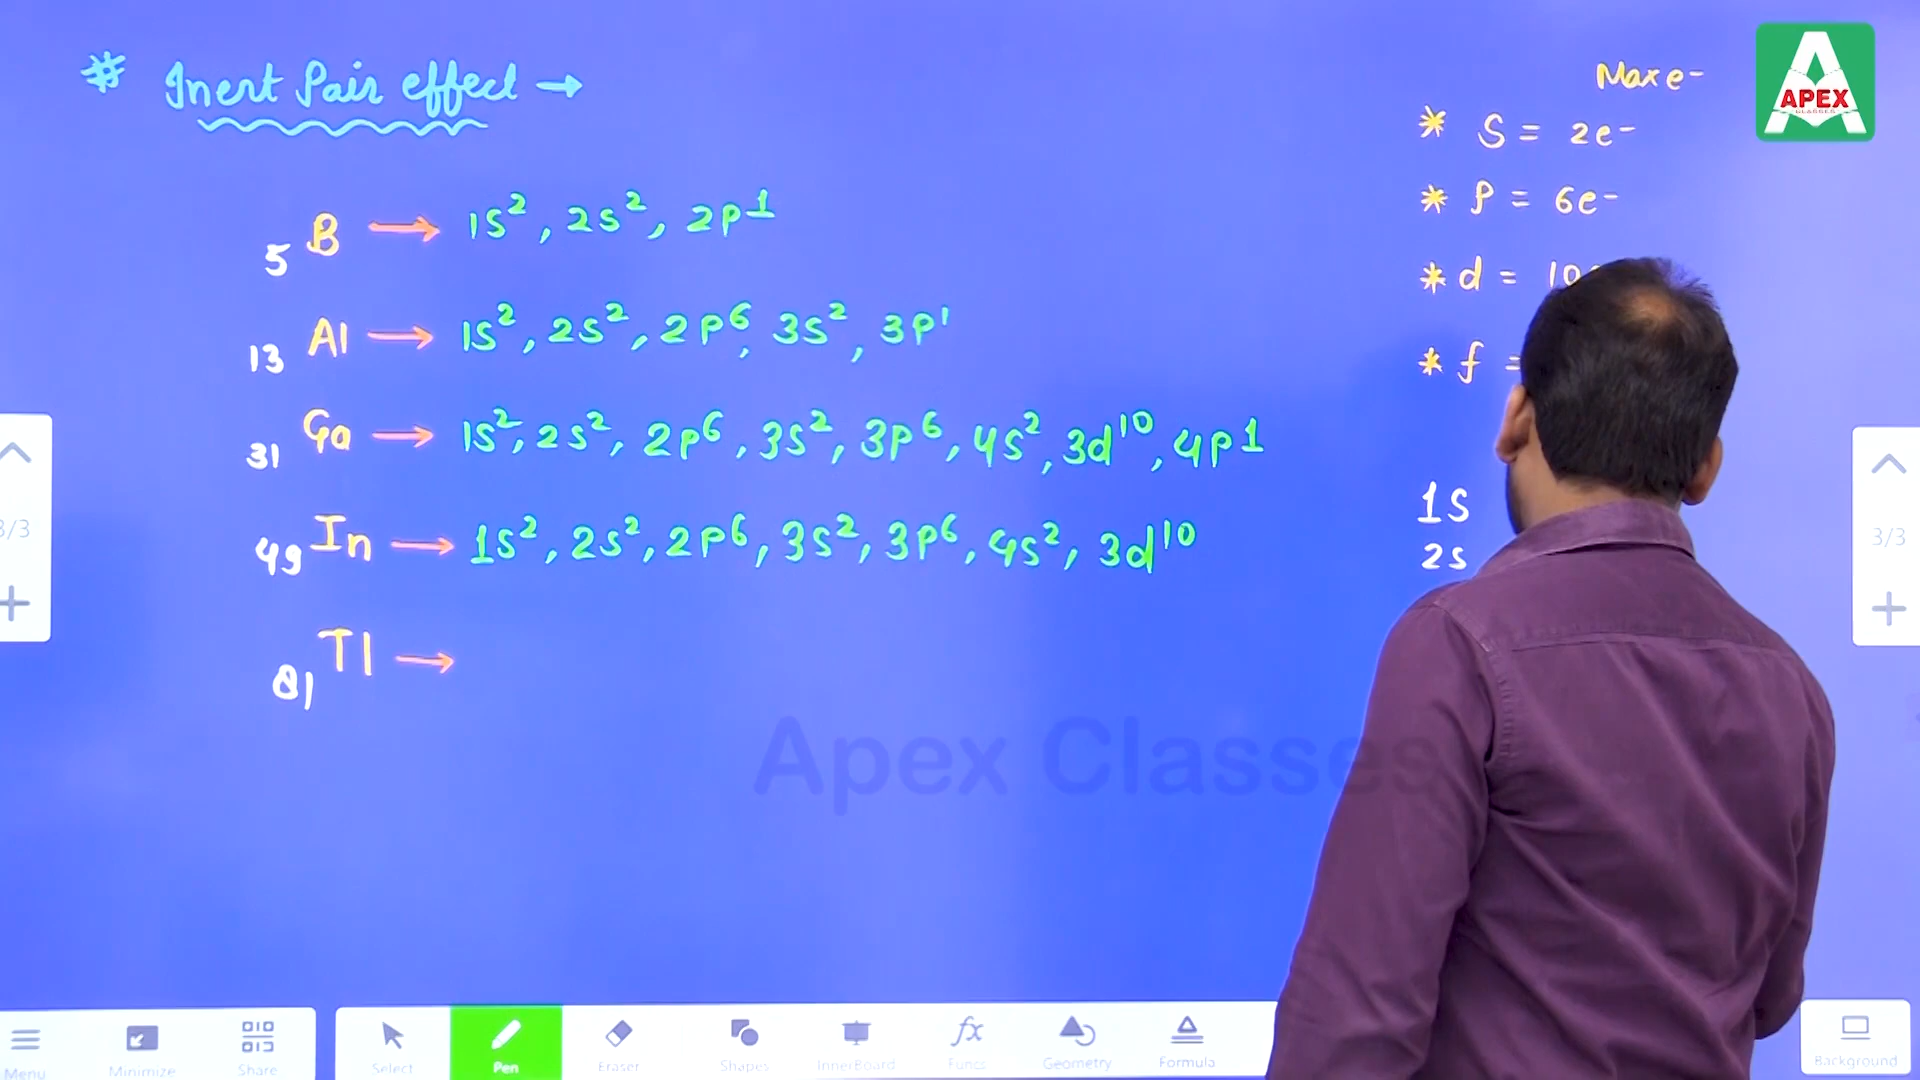 * Inert Pair effect →
5 B → 1s², 2s², 2p¹
13 Al → 1s², 2s², 2p⁶, 3s², 3p¹
31 Ga → 1s², 2s², 2p⁶, 3s², 3p⁶, 4s², 3d¹⁰, 4p¹
49 In → 1s², 2s², 2p⁶, 3s², 3p⁶, 4s², 3d¹⁰
81 Tl →
Max e-
* S = 2e-
* P = 6e-
* d = 10
* f =
1S
2S
APEX
CLASSES
Apex Classes
3/3
3/3
Menu
Minimize
Share
Select
Pen
Eraser
Shapes
InnerBoard
Funcs
Geometry
Formula
Background